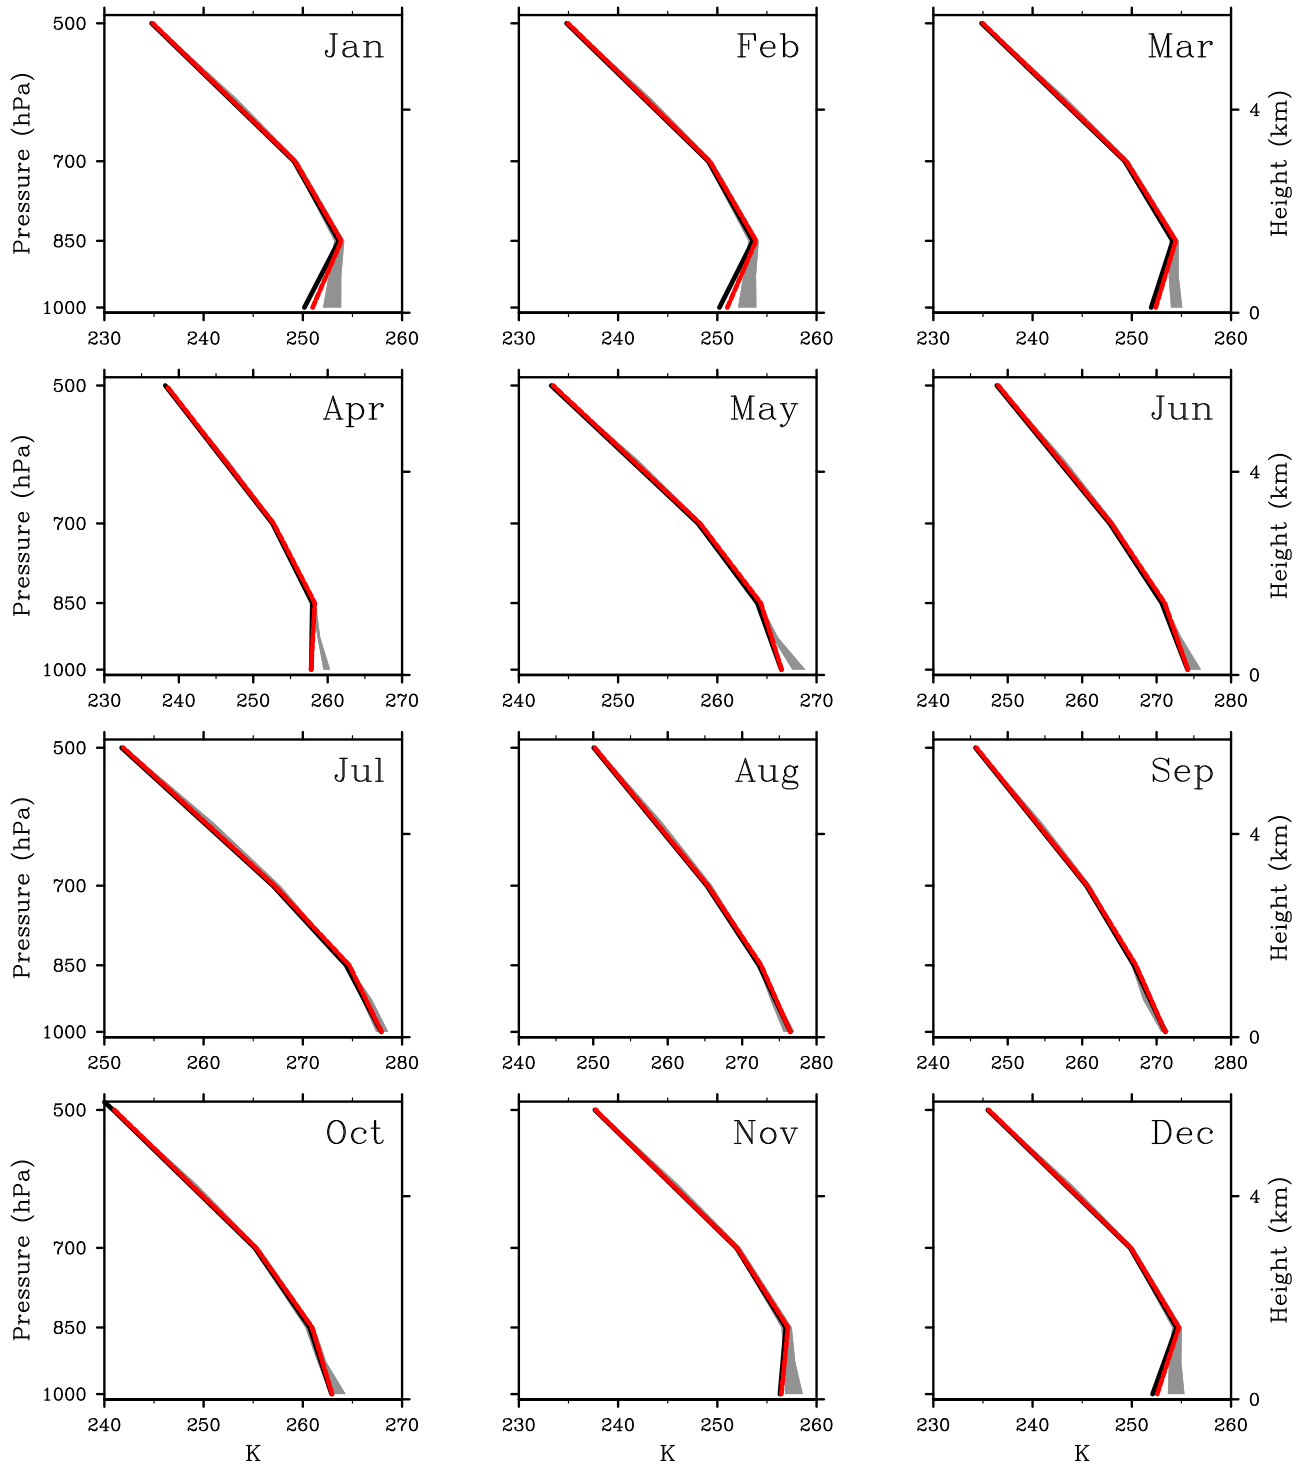 500
700
850
1000
Pressure (hPa)
Jan
230 240 250 260
Feb
230 240 250 260
Mar
4
0
Height (km)
230 240 250 260
500
700
850
1000
Pressure (hPa)
Apr
230 240 250 260 270
May
240 250 260 270
Jun
4
0
Height (km)
240 250 260 270 280
500
700
850
1000
Pressure (hPa)
Jul
250 260 270 280
Aug
240 250 260 270 280
Sep
4
0
Height (km)
240 250 260 270 280
500
700
850
1000
Pressure (hPa)
Oct
240 250 260 270
K
Nov
230 240 250 260
K
Dec
4
0
Height (km)
230 240 250 260
K